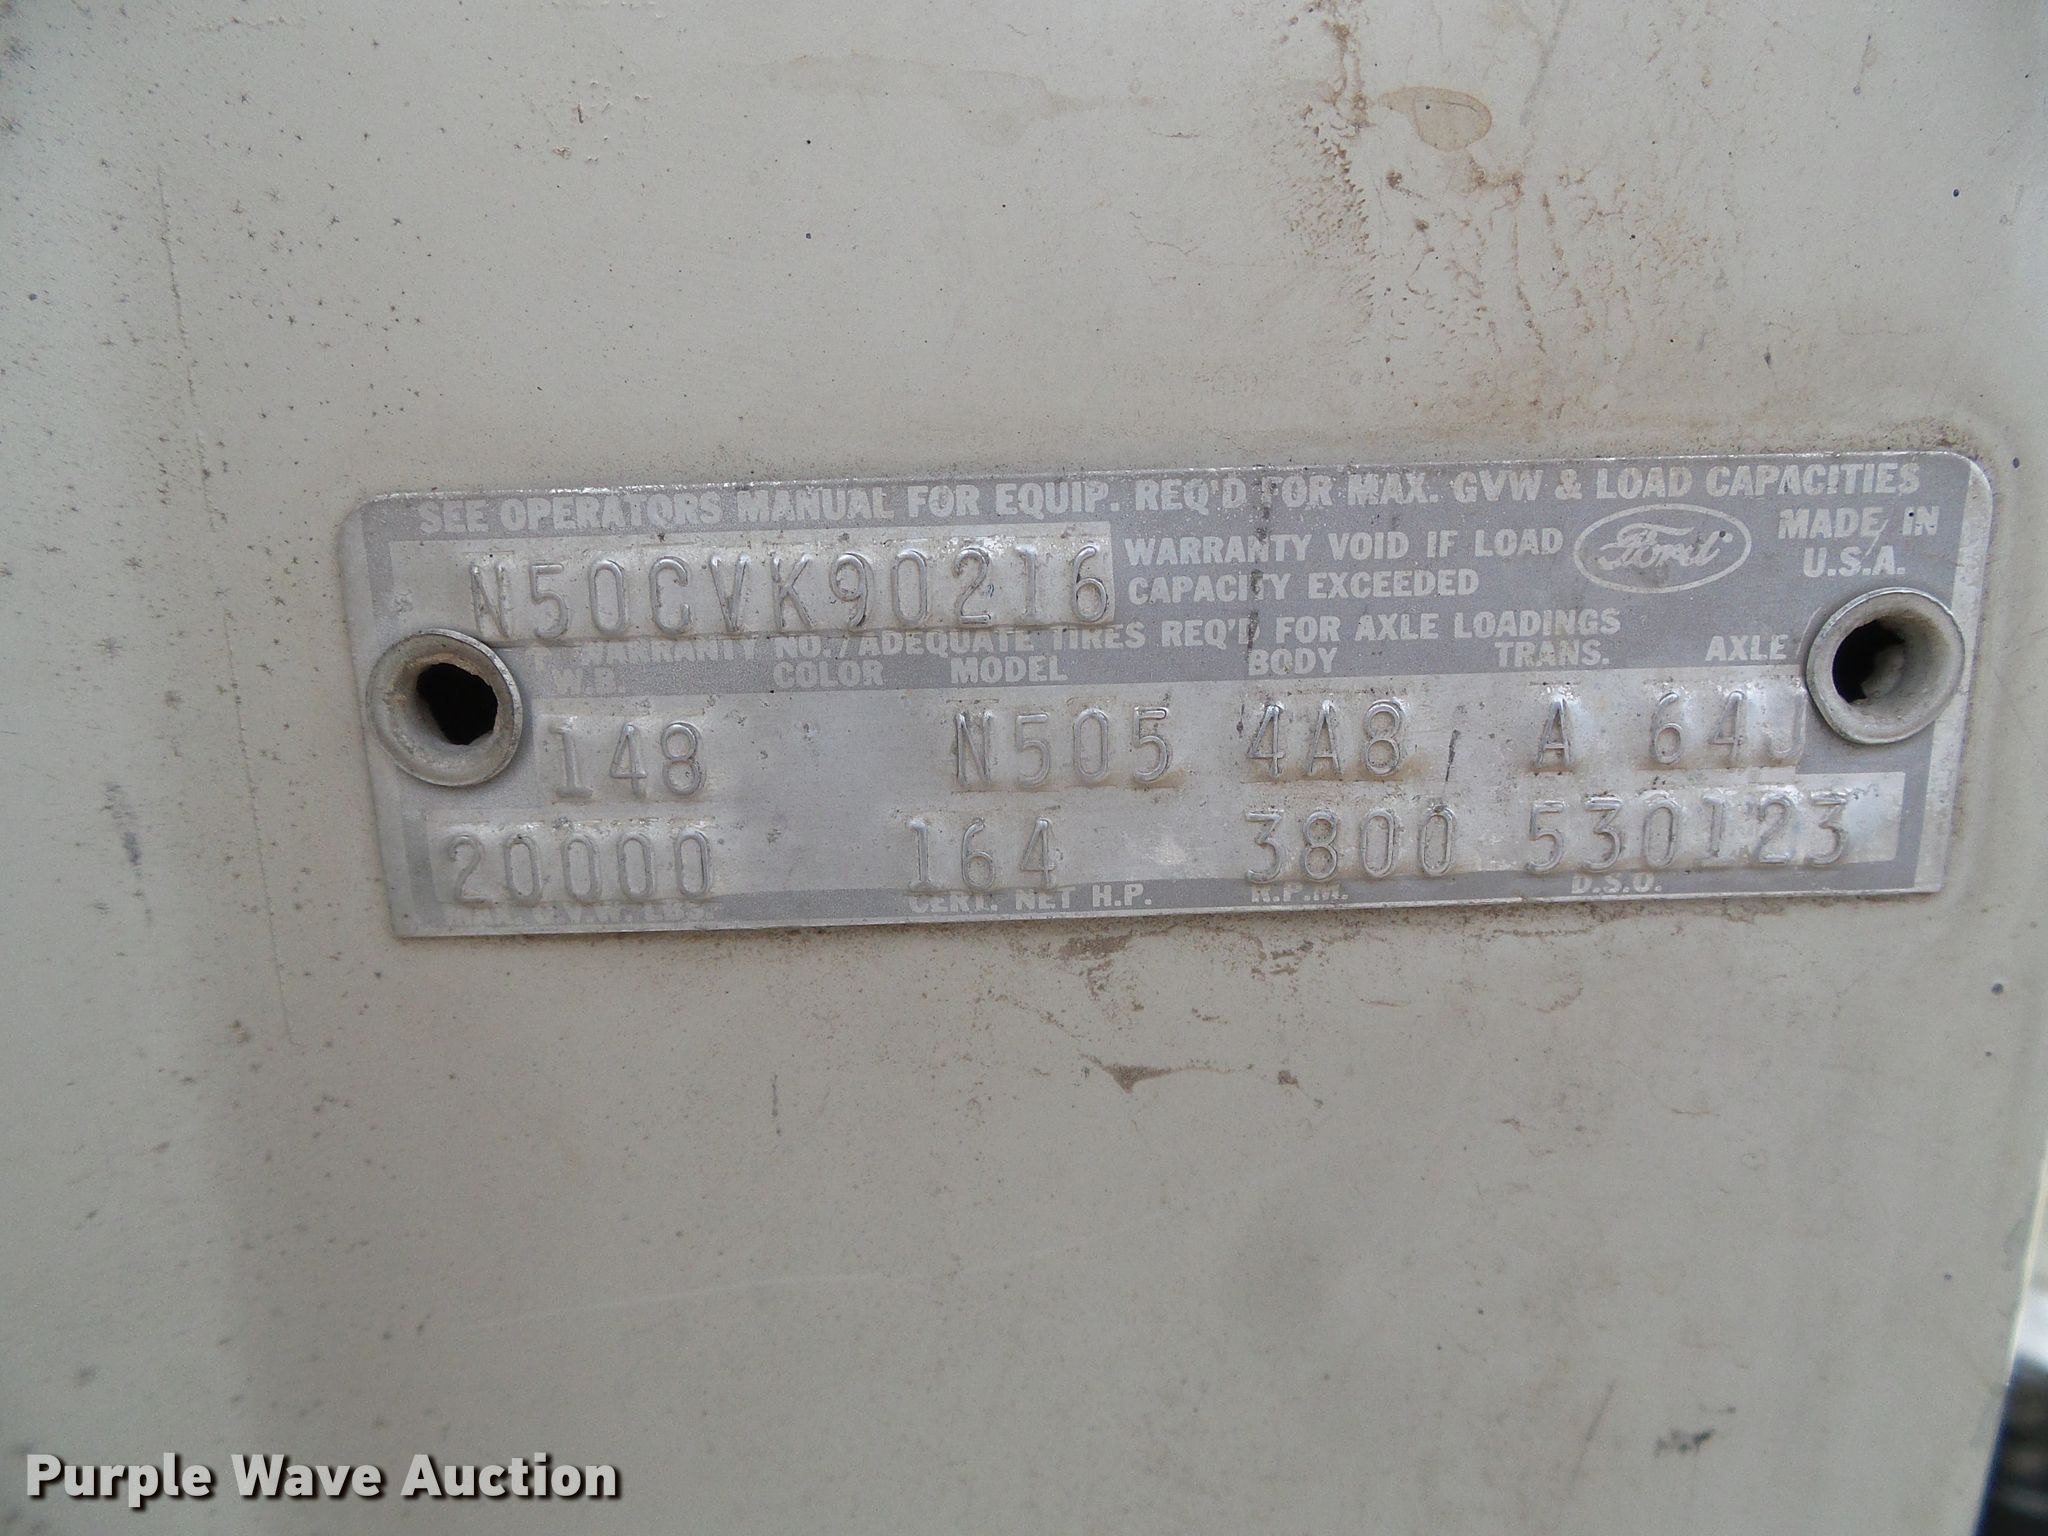 SEE OPERATORS MANUAL FOR EQUIP. REQ'D FOR MAX. GVW & LOAD CAPACITIES
N50CVK90216
WARRANTY VOID IF LOAD
CAPACITY EXCEEDED
Ford
MADE IN
U.S.A.
WARRANTY NO./ADEQUATE TIRES REQ'D FOR AXLE LOADINGS
W.B. COLOR MODEL BODY TRANS. AXLE
148 N505 4A8 A 64J
20000 164 3800 530123
MAX. G.V.W. LBS. CERT. NET H.P. R.P.M. D.S.O.
Purple Wave Auction